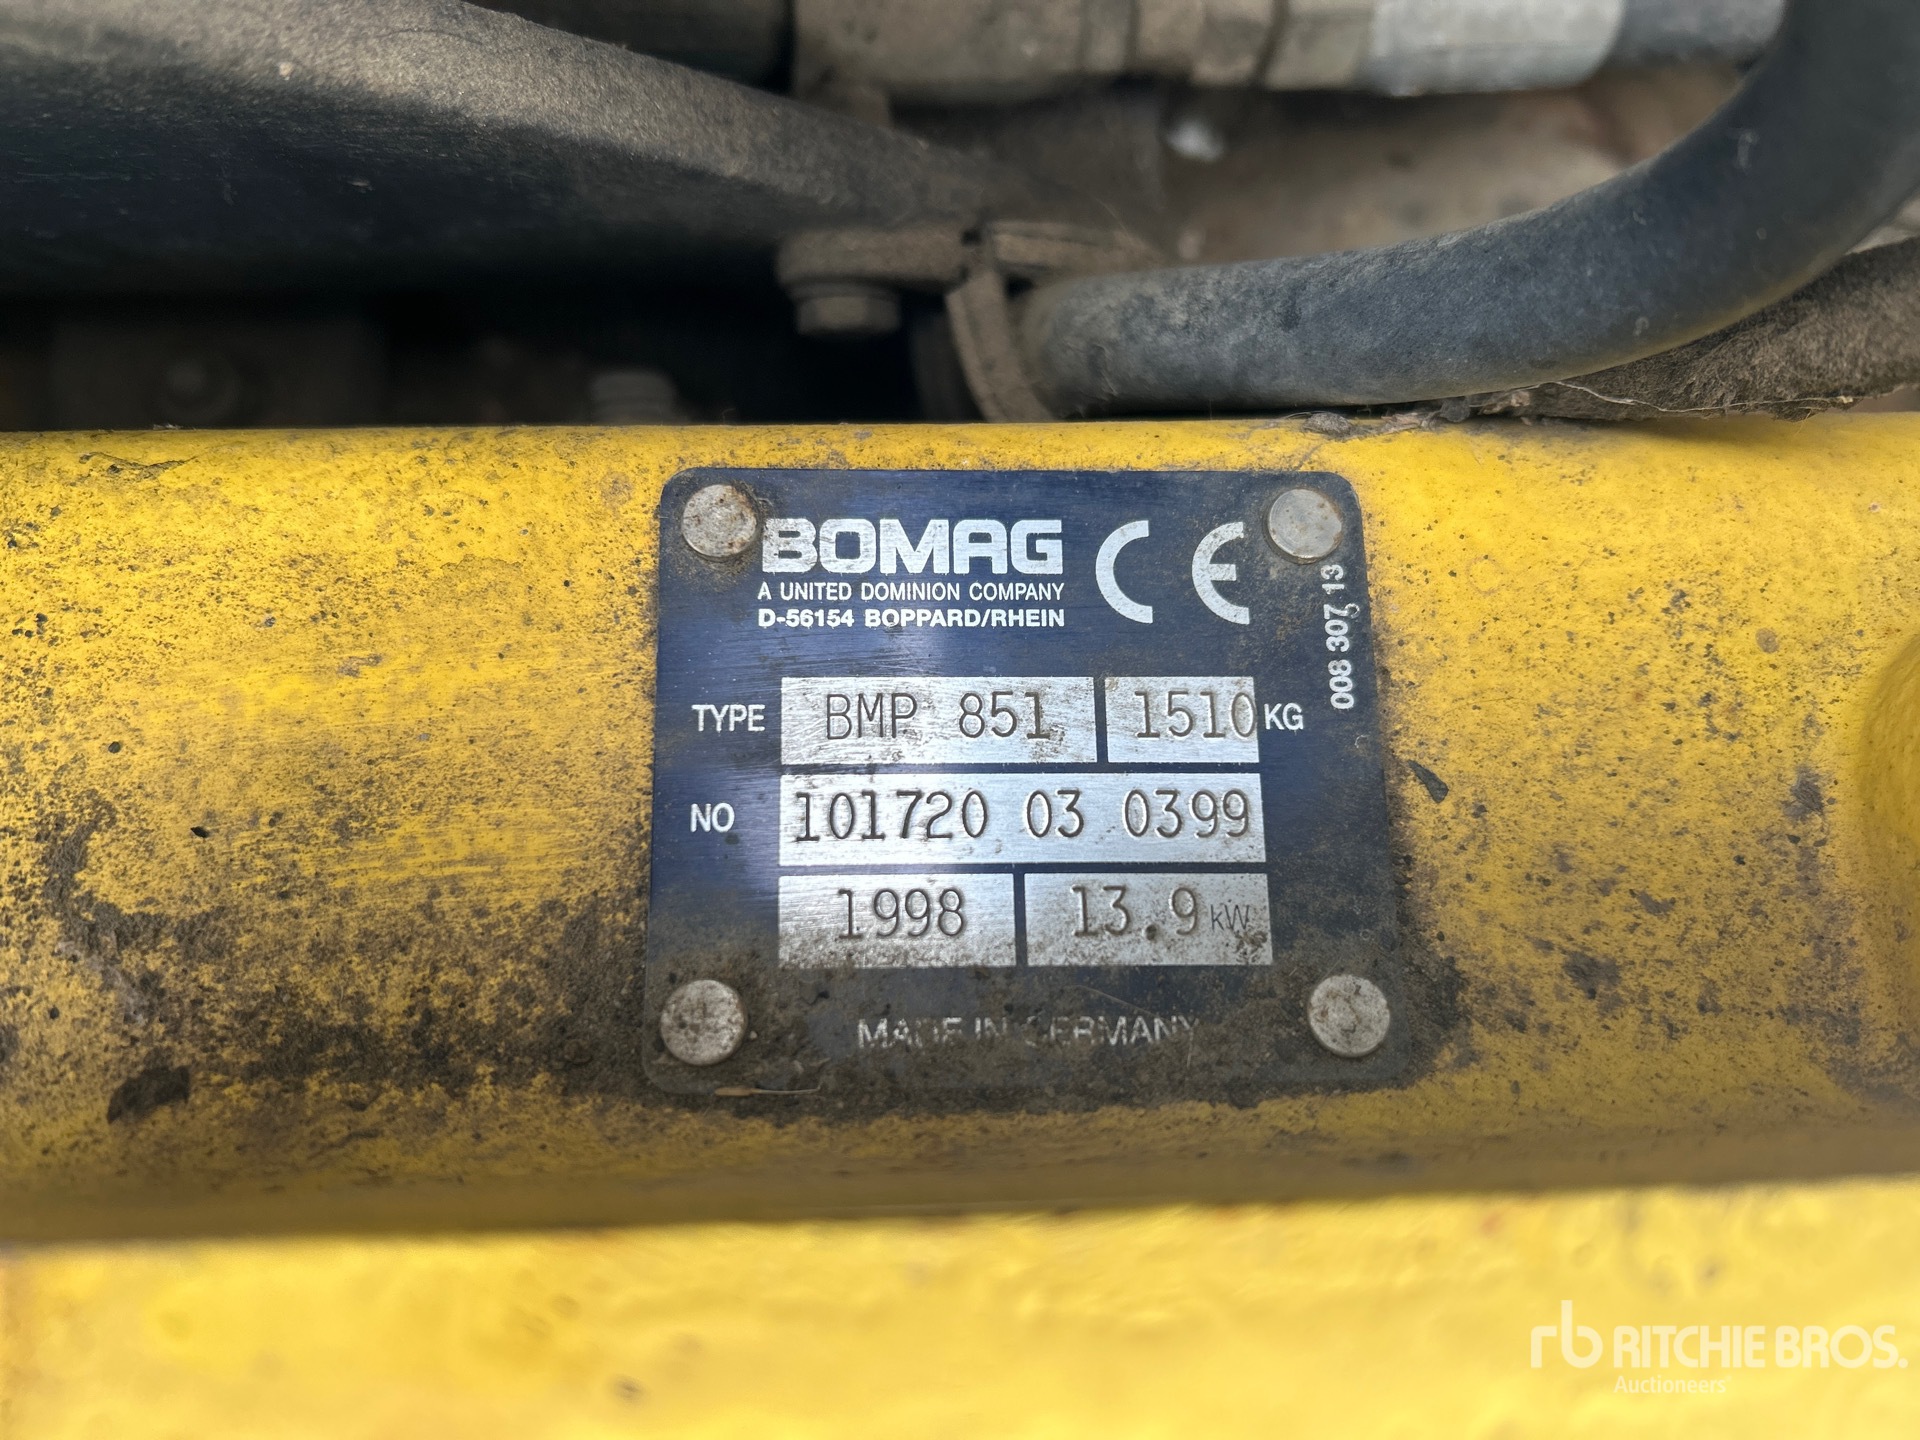 BOMAG CE
A UNITED DOMINION COMPANY
D-56154 BOPPARD/RHEIN
008 307 13
TYPE BMP 851 1510 KG
NO 101720 03 0399
1998 13.9 kW
MADE IN GERMANY
rb RITCHIE BROS.
Auctioneers